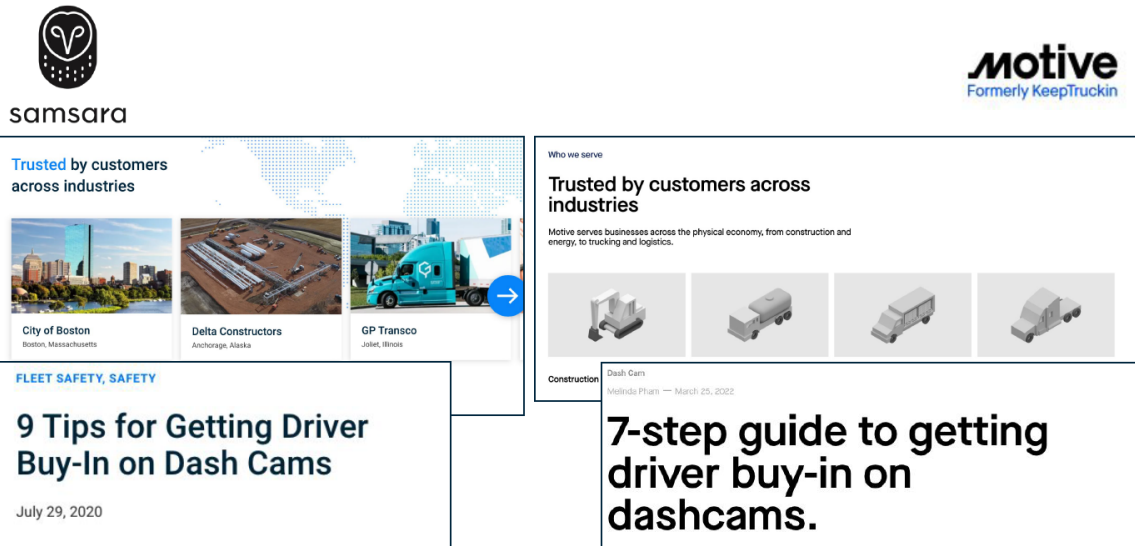 samsara
Motive
Formerly KeepTruckin
Trusted by customers
across industries
City of Boston
Boston, Massachusetts
Delta Constructors
Anchorage, Alaska
GP Transco
Joliet, Illinois
Who we serve
Trusted by customers across
industries
Motive serves businesses across the physical economy, from construction and
energy, to trucking and logistics.
Construction
FLEET SAFETY, SAFETY
9 Tips for Getting Driver
Buy-In on Dash Cams
July 29, 2020
Dash Cam
Melinda Pham — March 25, 2022
7-step guide to getting
driver buy-in on
dashcams.